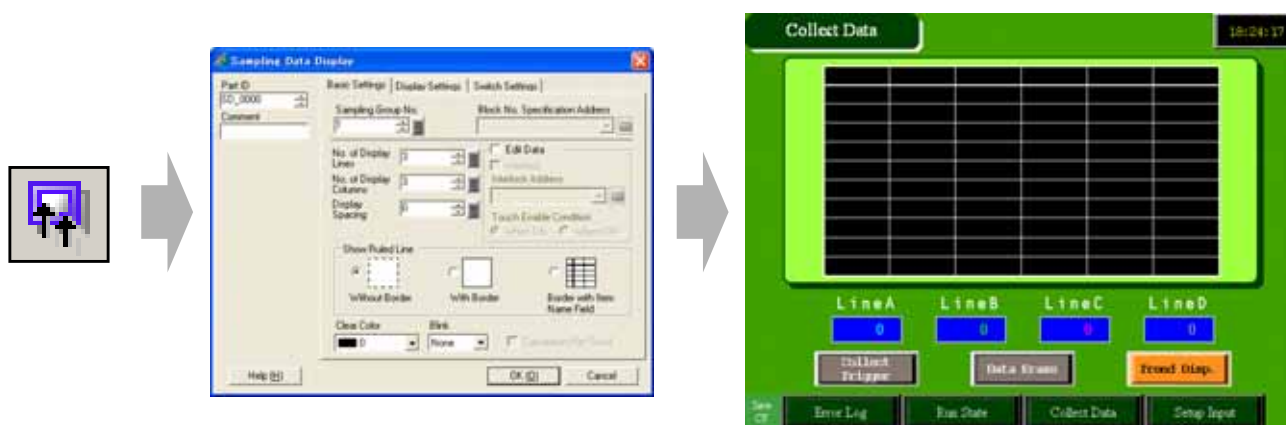 Sampling Data Display
Part ID
SD_0000
Comment
Basic Settings
Display Settings
Switch Settings
Sampling Group No.
1
Block No. Specification Address
No. of Display
Lines
No. of Display
Columns
Display
Spacing
Edit Data
Interlock Address
Touch Enable Condition
Show Ruled Line
Without Border
With Border
Border with Item
Name Field
Clear Color
0
Blink
None
Help (H)
OK (O)
Cancel
Collect Data
18:24:17
LineA
LineB
LineC
LineD
0
0
0
0
Collect
Trigger
Data Erase
Trend Disp.
Error Log
Run State
Collect Data
Setup Input